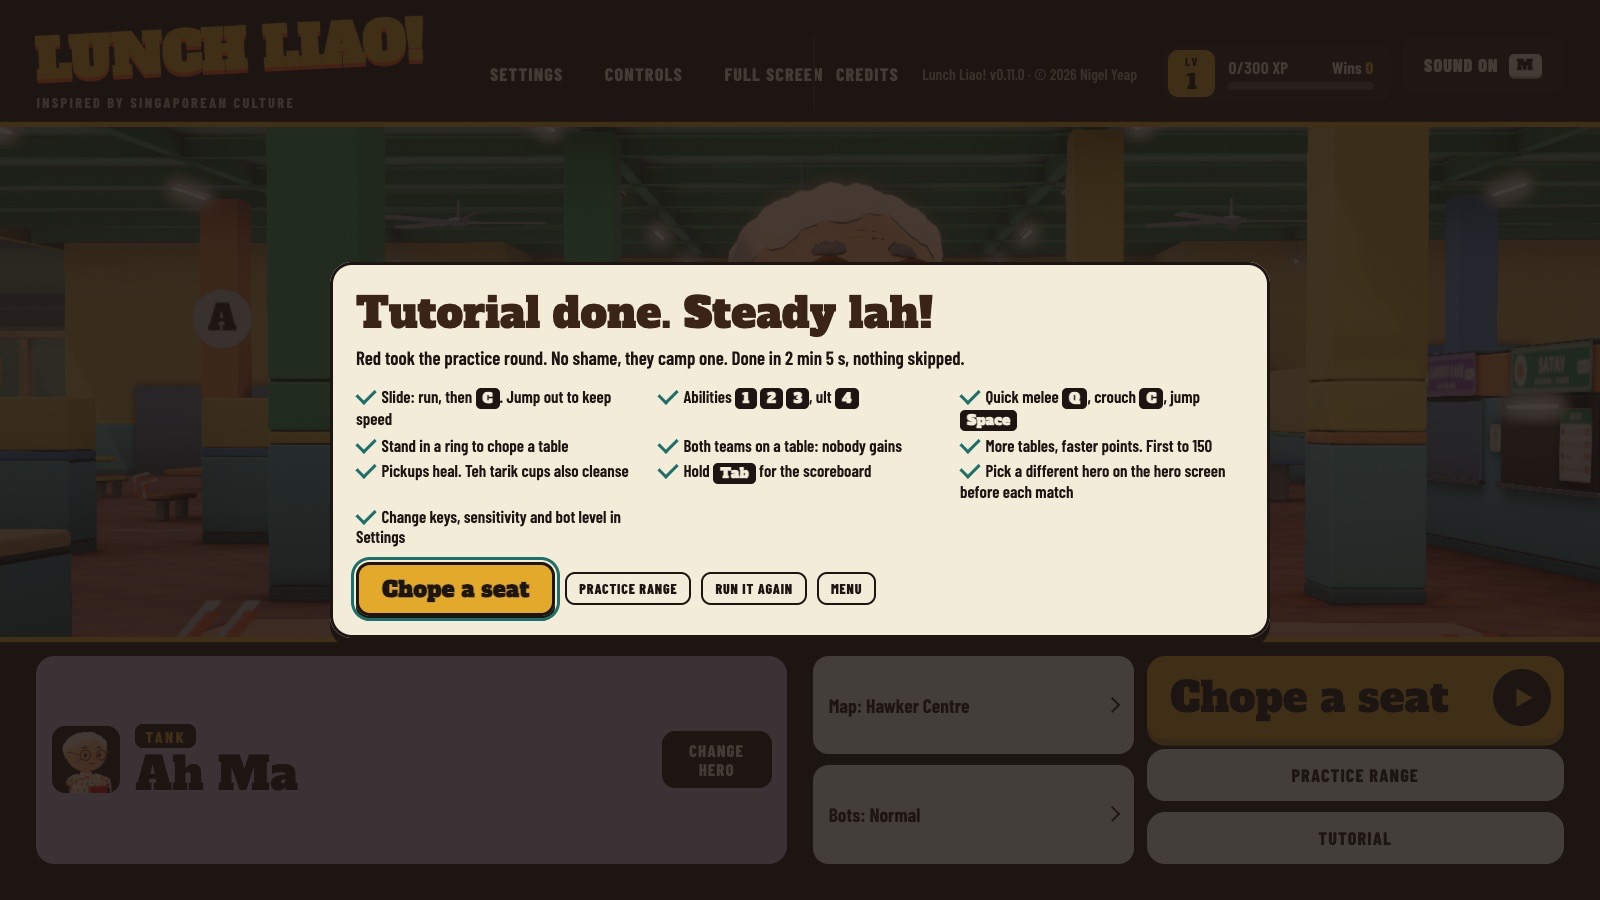 LUNCH LIAO!
INSPIRED BY SINGAPOREAN CULTURE
SETTINGS
CONTROLS
FULL SCREEN
CREDITS
Lunch Liao! v0.11.0 · © 2026 Nigel Yeap
LV
1
0/300 XP
Wins 0
SOUND ON M
A
SATAY
Tutorial done. Steady lah!
Red took the practice round. No shame, they camp one. Done in 2 min 5 s, nothing skipped.
Slide: run, then C. Jump out to keep
speed
Abilities 1 2 3, ult 4
Quick melee Q, crouch C, jump
Space
Stand in a ring to chope a table
Both teams on a table: nobody gains
More tables, faster points. First to 150
Pickups heal. Teh tarik cups also cleanse
Hold Tab for the scoreboard
Pick a different hero on the hero screen
before each match
Change keys, sensitivity and bot level in
Settings
Chope a seat
PRACTICE RANGE
RUN IT AGAIN
MENU
TANK
Ah Ma
CHANGE
HERO
Map: Hawker Centre
Bots: Normal
Chope a seat
PRACTICE RANGE
TUTORIAL